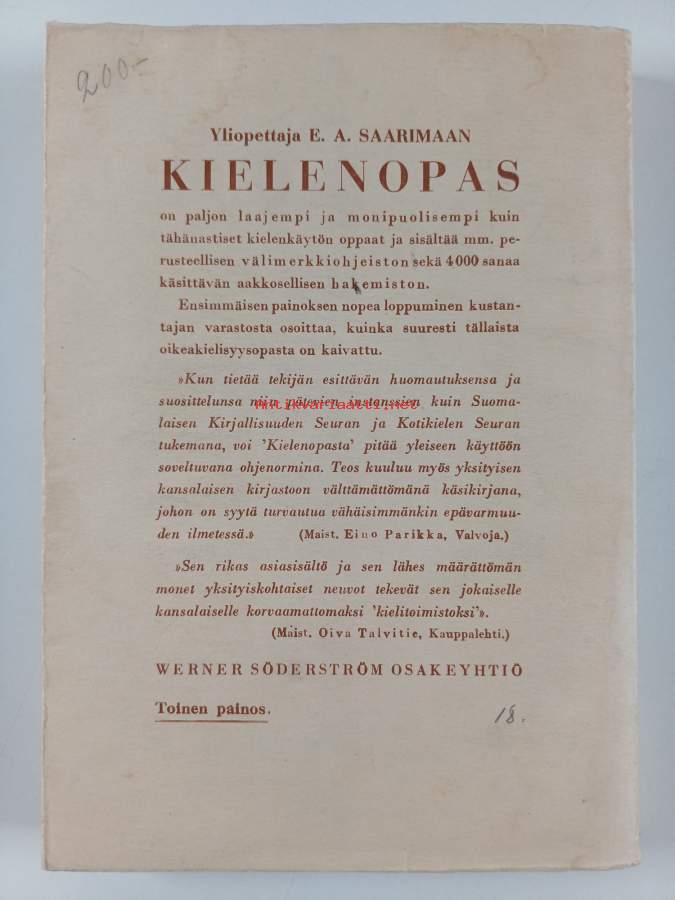 200:-
Yliopettaja E. A. SAARIMAAN
KIELENOPAS
on paljon laajempi ja monipuolisempi kuin
tähänastiset kielenkäytön oppaat ja sisältää mm. pe-
rusteellisen välimerkkiohjeiston sekä 4000 sanaa
käsittävän aakkosellisen hakemiston.
Ensimmäisen painoksen nopea loppuminen kustan-
tajan varastosta osoittaa, kuinka suuresti tällaista
oikeakielisyysopasta on kaivattu.
»Kun tietää tekijän esittävän huomautuksensa ja
suosittelunsa niin pätevien instanssien kuin Suoma-
Antikvariaatti.net
laisen Kirjallisuuden Seuran ja Kotikielen Seuran
tukemana, voi 'Kielenopasta' pitää yleiseen käyttöön
soveltuvana ohjenormina. Teos kuuluu myös yksityisen
kansalaisen kirjastoon välttämättömänä käsikirjana,
johon on syytä turvautua vähäisimmänkin epävarmuu-
den ilmetessä.» (Maist. Eino Parikka, Valvoja.)
»Sen rikas asiasisältö ja sen lähes määrättömän
monet yksityiskohtaiset neuvot tekevät sen jokaiselle
kansalaiselle korvaamattomaksi 'kielitoimistoksi'».
(Maist. Oiva Talvitie, Kauppalehti.)
WERNER SÖDERSTRÖM OSAKEYHTIÖ
Toinen painos. 18.